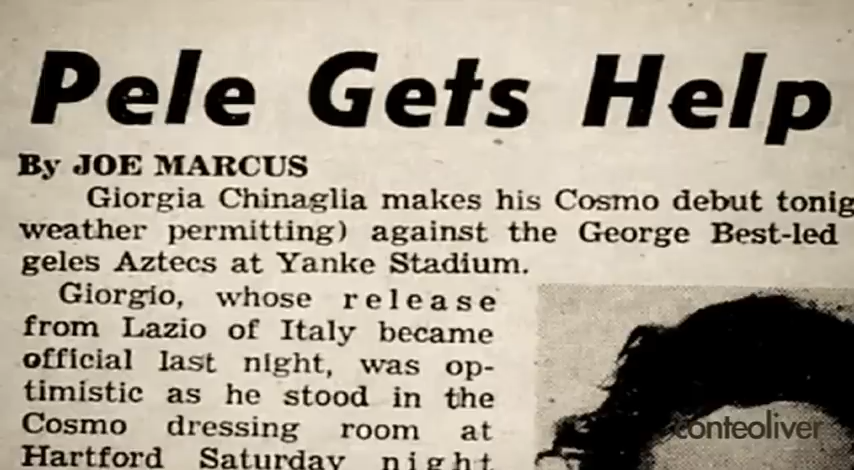 Pele Gets Help
By JOE MARCUS
Giorgia Chinaglia makes his Cosmo debut tonig
weather permitting) against the George Best-led
geles Aztecs at Yanke Stadium.
Giorgio, whose release
from Lazio of Italy became
official last night, was op-
timistic as he stood in the
Cosmo dressing room at
Hartford Saturday night
conteoliver